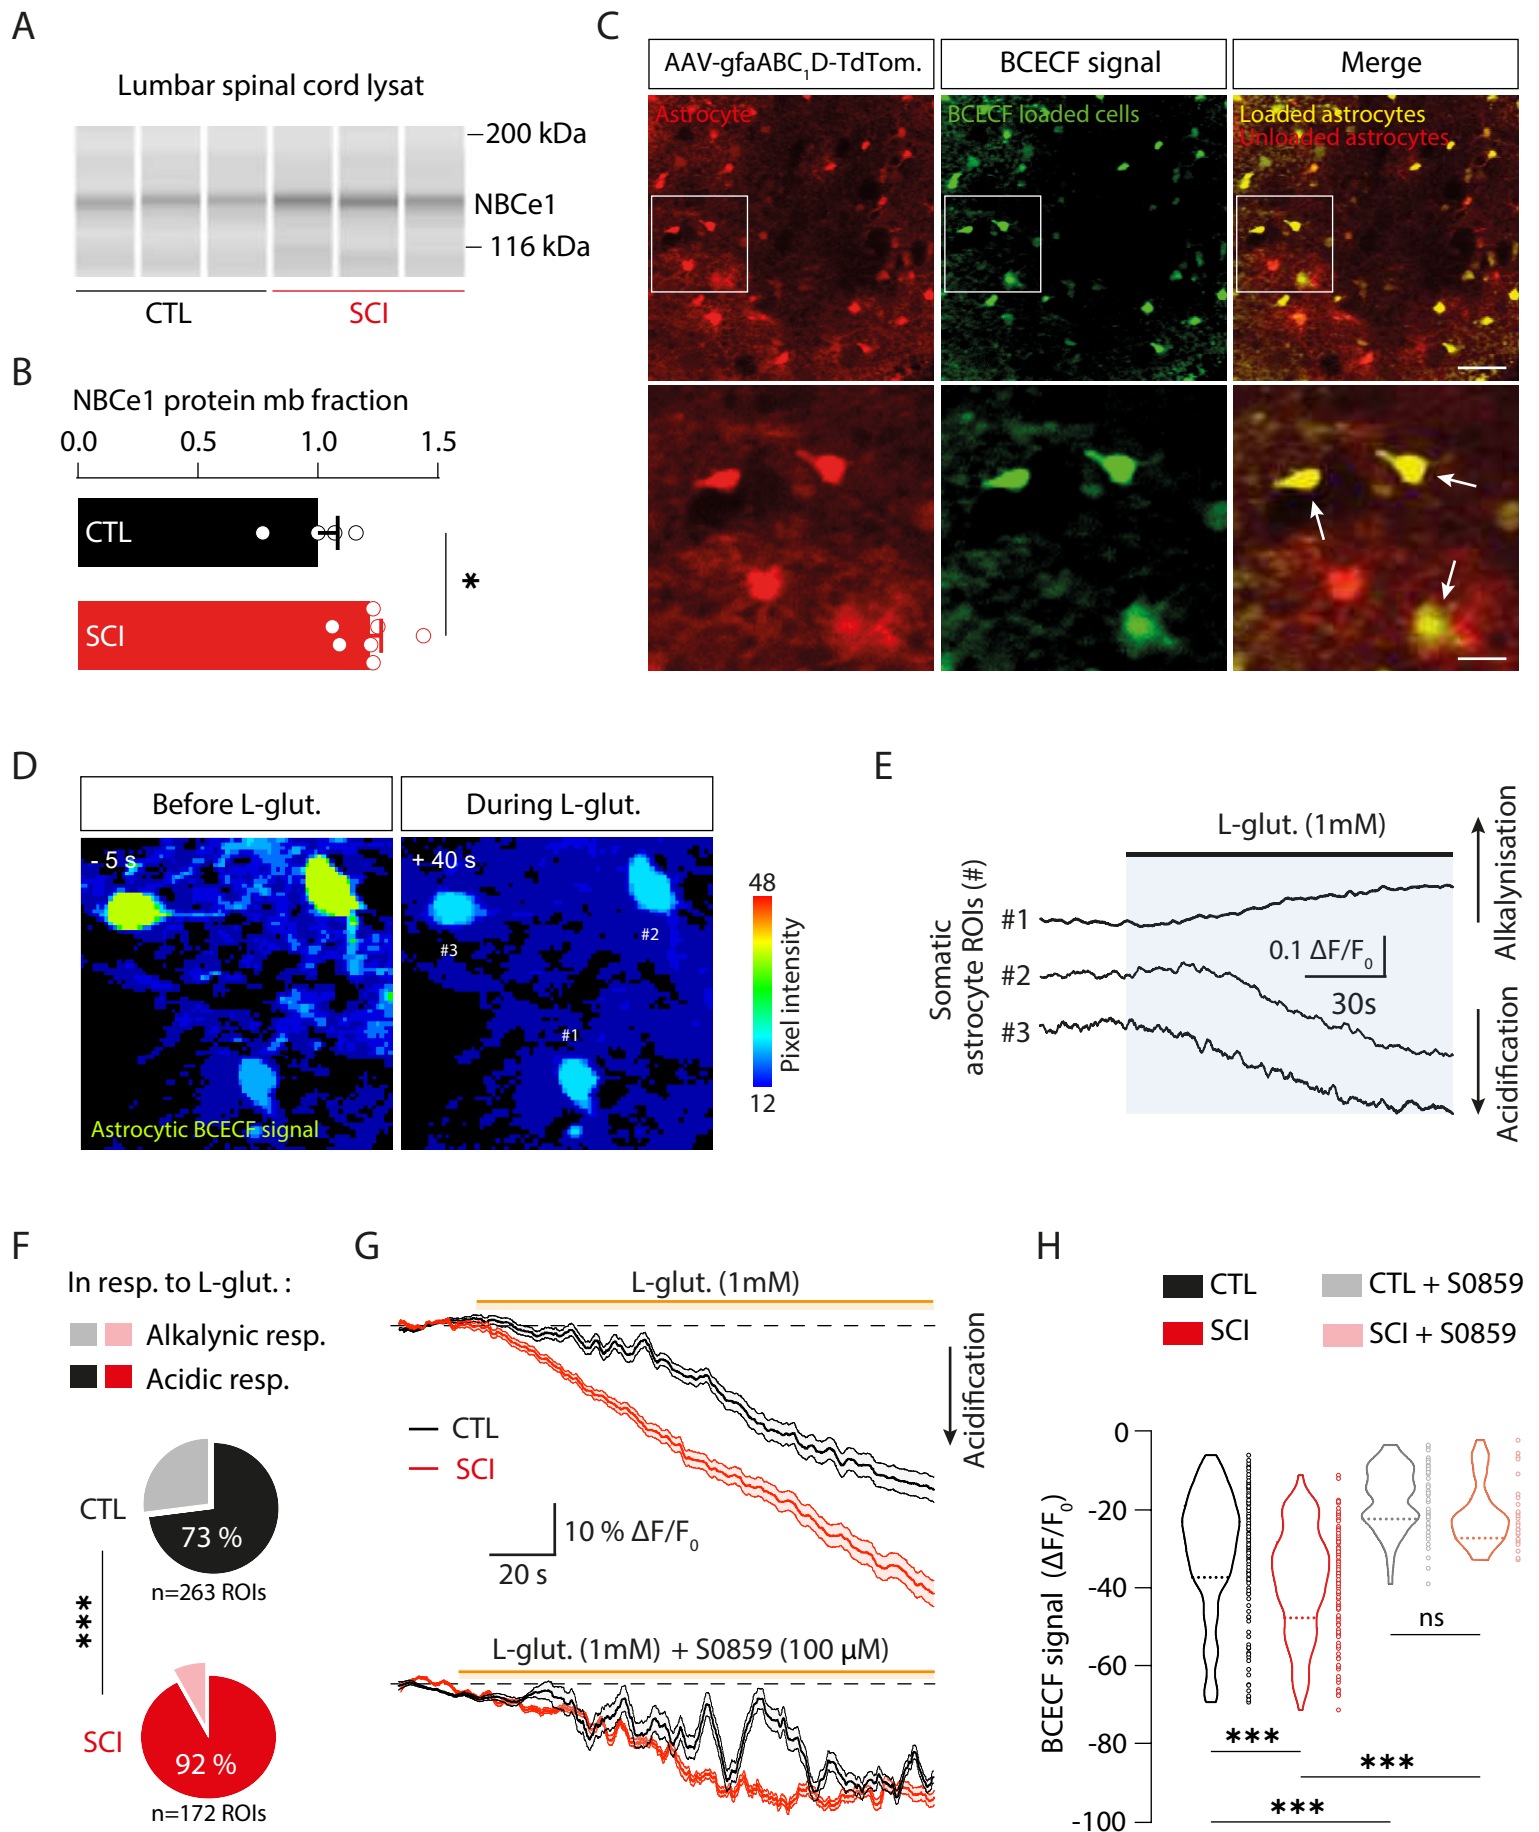 A
Lumbar spinal cord lysat
200 kDa
NBCe1
116 kDa
CTL
SCI
B
NBCe1 protein mb fraction
0.0 0.5 1.0 1.5
CTL
SCI
*
C
AAV-gfaABC₁D-TdTom.
BCECF signal
Merge
Astrocyte
BCECF loaded cells
Loaded astrocytes
Unloaded astrocytes
D
Before L-glut.
During L-glut.
- 5 s
+ 40 s
#3
#2
#1
Astrocytic BCECF signal
48
Pixel intensity
12
E
L-glut. (1mM)
Somatic
astrocyte ROIs (#)
#1
#2
#3
0.1 ΔF/F₀
30s
Alkalynisation
Acidification
F
In resp. to L-glut. :
Alkalynic resp.
Acidic resp.
CTL
73 %
n=263 ROIs
***
SCI
92 %
n=172 ROIs
G
L-glut. (1mM)
Acidification
CTL
SCI
10 % ΔF/F₀
20 s
L-glut. (1mM) + S0859 (100 µM)
H
CTL
CTL + S0859
SCI
SCI + S0859
BCECF signal (ΔF/F₀)
0
-20
-40
-60
-80
-100
ns
***
***
***